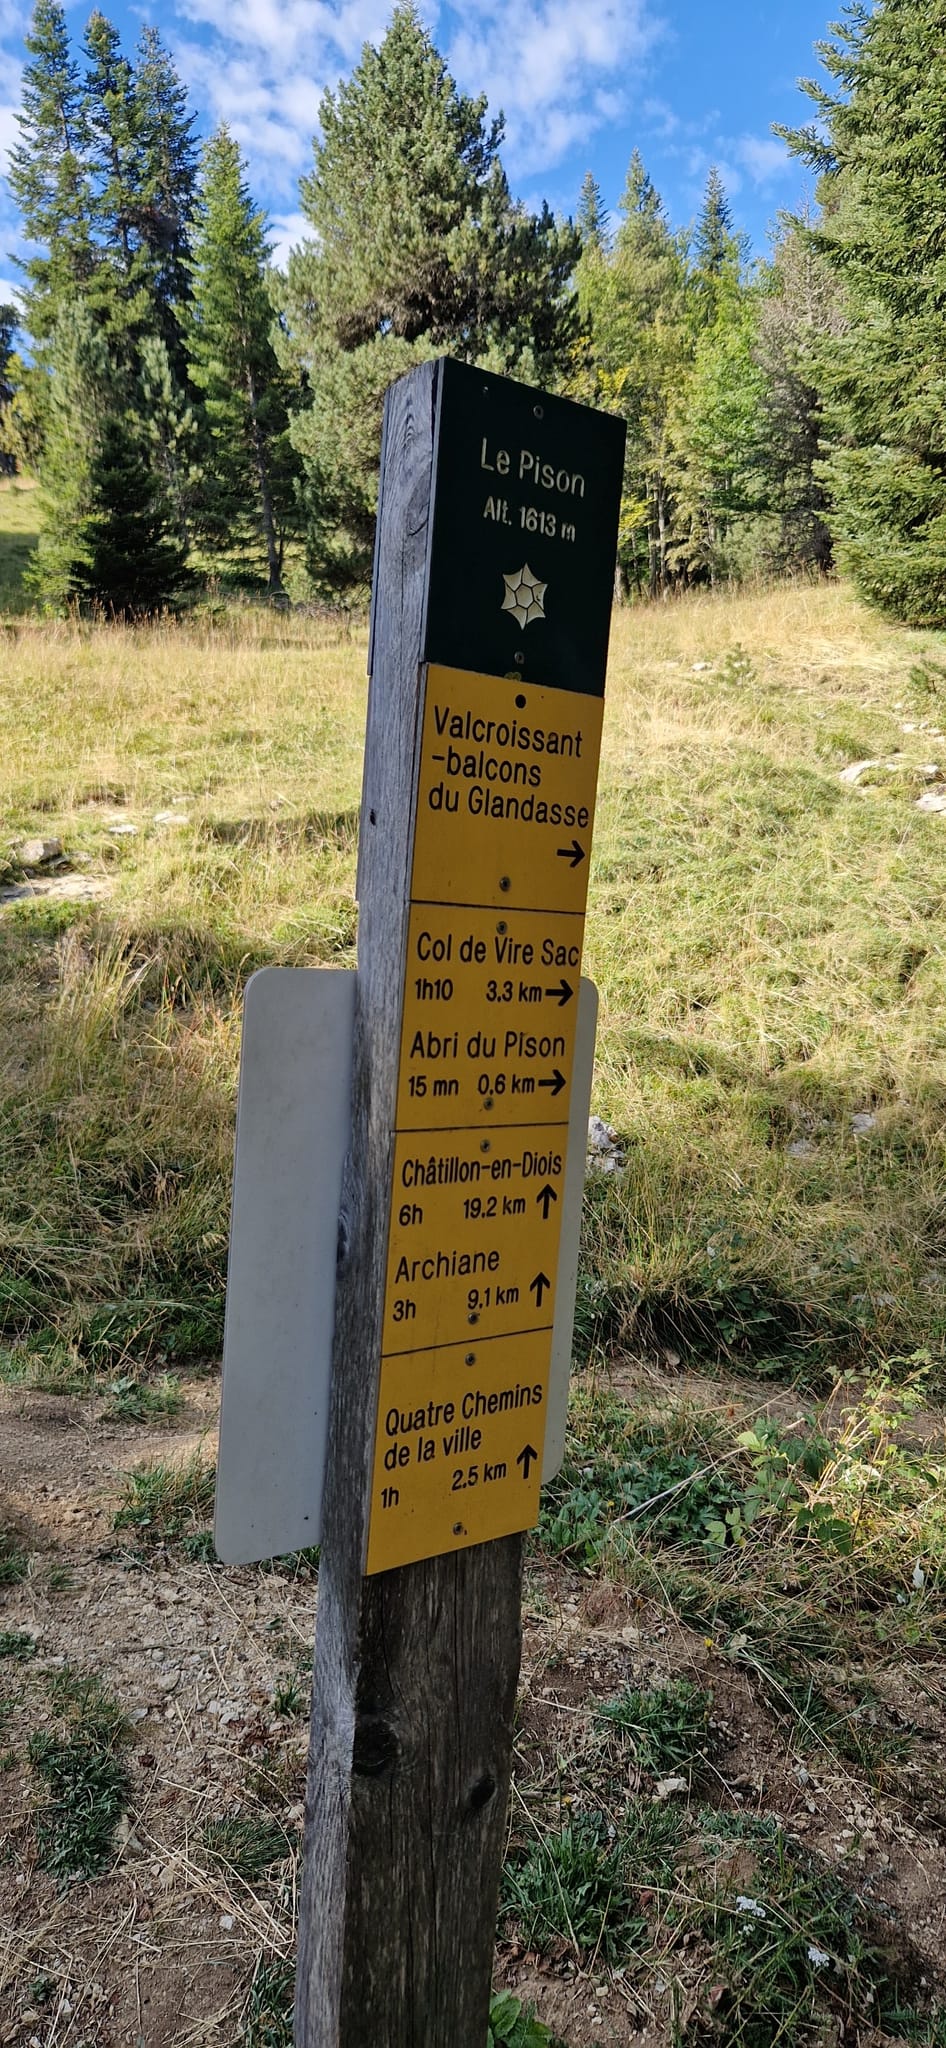 Le Pison
Alt. 1613 m
Valcroissant
-balcons
du Glandasse
→
Col de Vire Sac
1h10 3.3 km →
Abri du Pison
15 mn 0.6 km →
Châtillon-en-Diois
6h 19.2 km ↑
Archiane
3h 9.1 km ↑
Quatre Chemins
de la ville
1h 2.5 km ↑